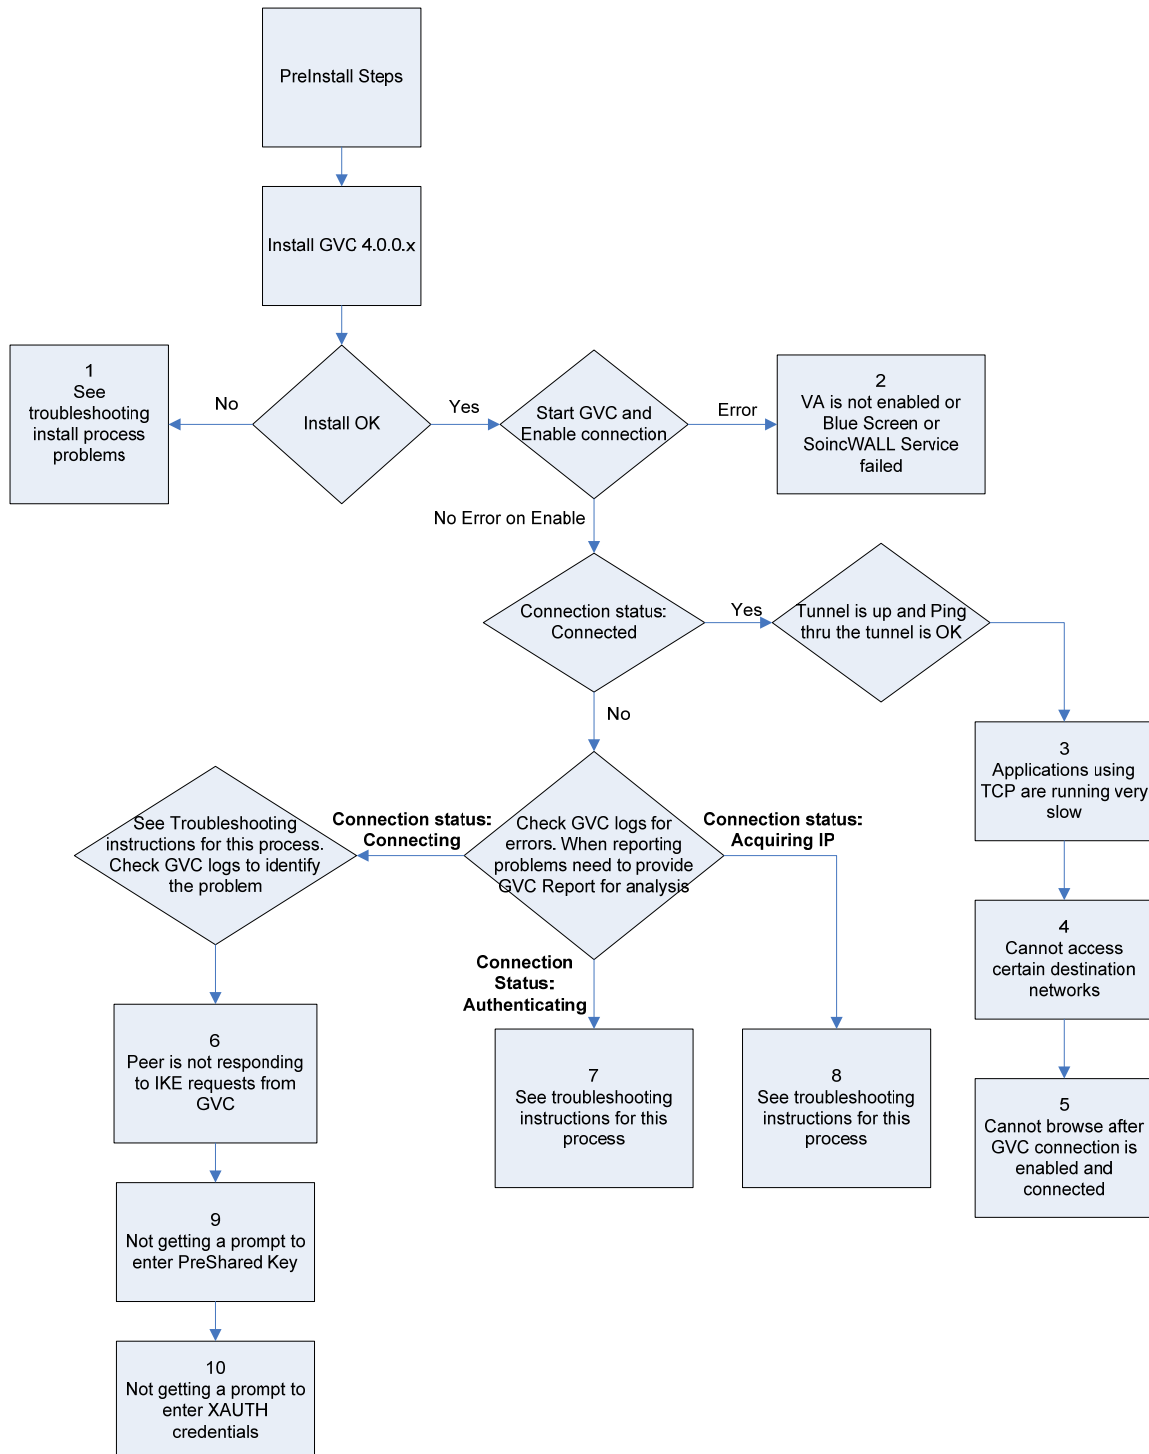 PreInstall Steps
Install GVC 4.0.0.x
1
See
troubleshooting
install process
problems
No
Install OK
Yes
Start GVC and
Enable connection
Error
2
VA is not enabled or
Blue Screen or
SoincWALL Service
failed
No Error on Enable
Connection status:
Connected
Yes
Tunnel is up and Ping
thru the tunnel is OK
No
3
Applications using
TCP are running very
slow
See Troubleshooting
instructions for this process.
Check GVC logs to identify
the problem
Connection status:
Connecting
Check GVC logs for
errors. When reporting
problems need to provide
GVC Report for analysis
Connection status:
Acquiring IP
4
Cannot access
certain destination
networks
Connection
Status:
Authenticating
6
Peer is not responding
to IKE requests from
GVC
7
See troubleshooting
instructions for this
process
8
See troubleshooting
instructions for this
process
5
Cannot browse after
GVC connection is
enabled and
connected
9
Not getting a prompt to
enter PreShared Key
10
Not getting a prompt to
enter XAUTH
credentials